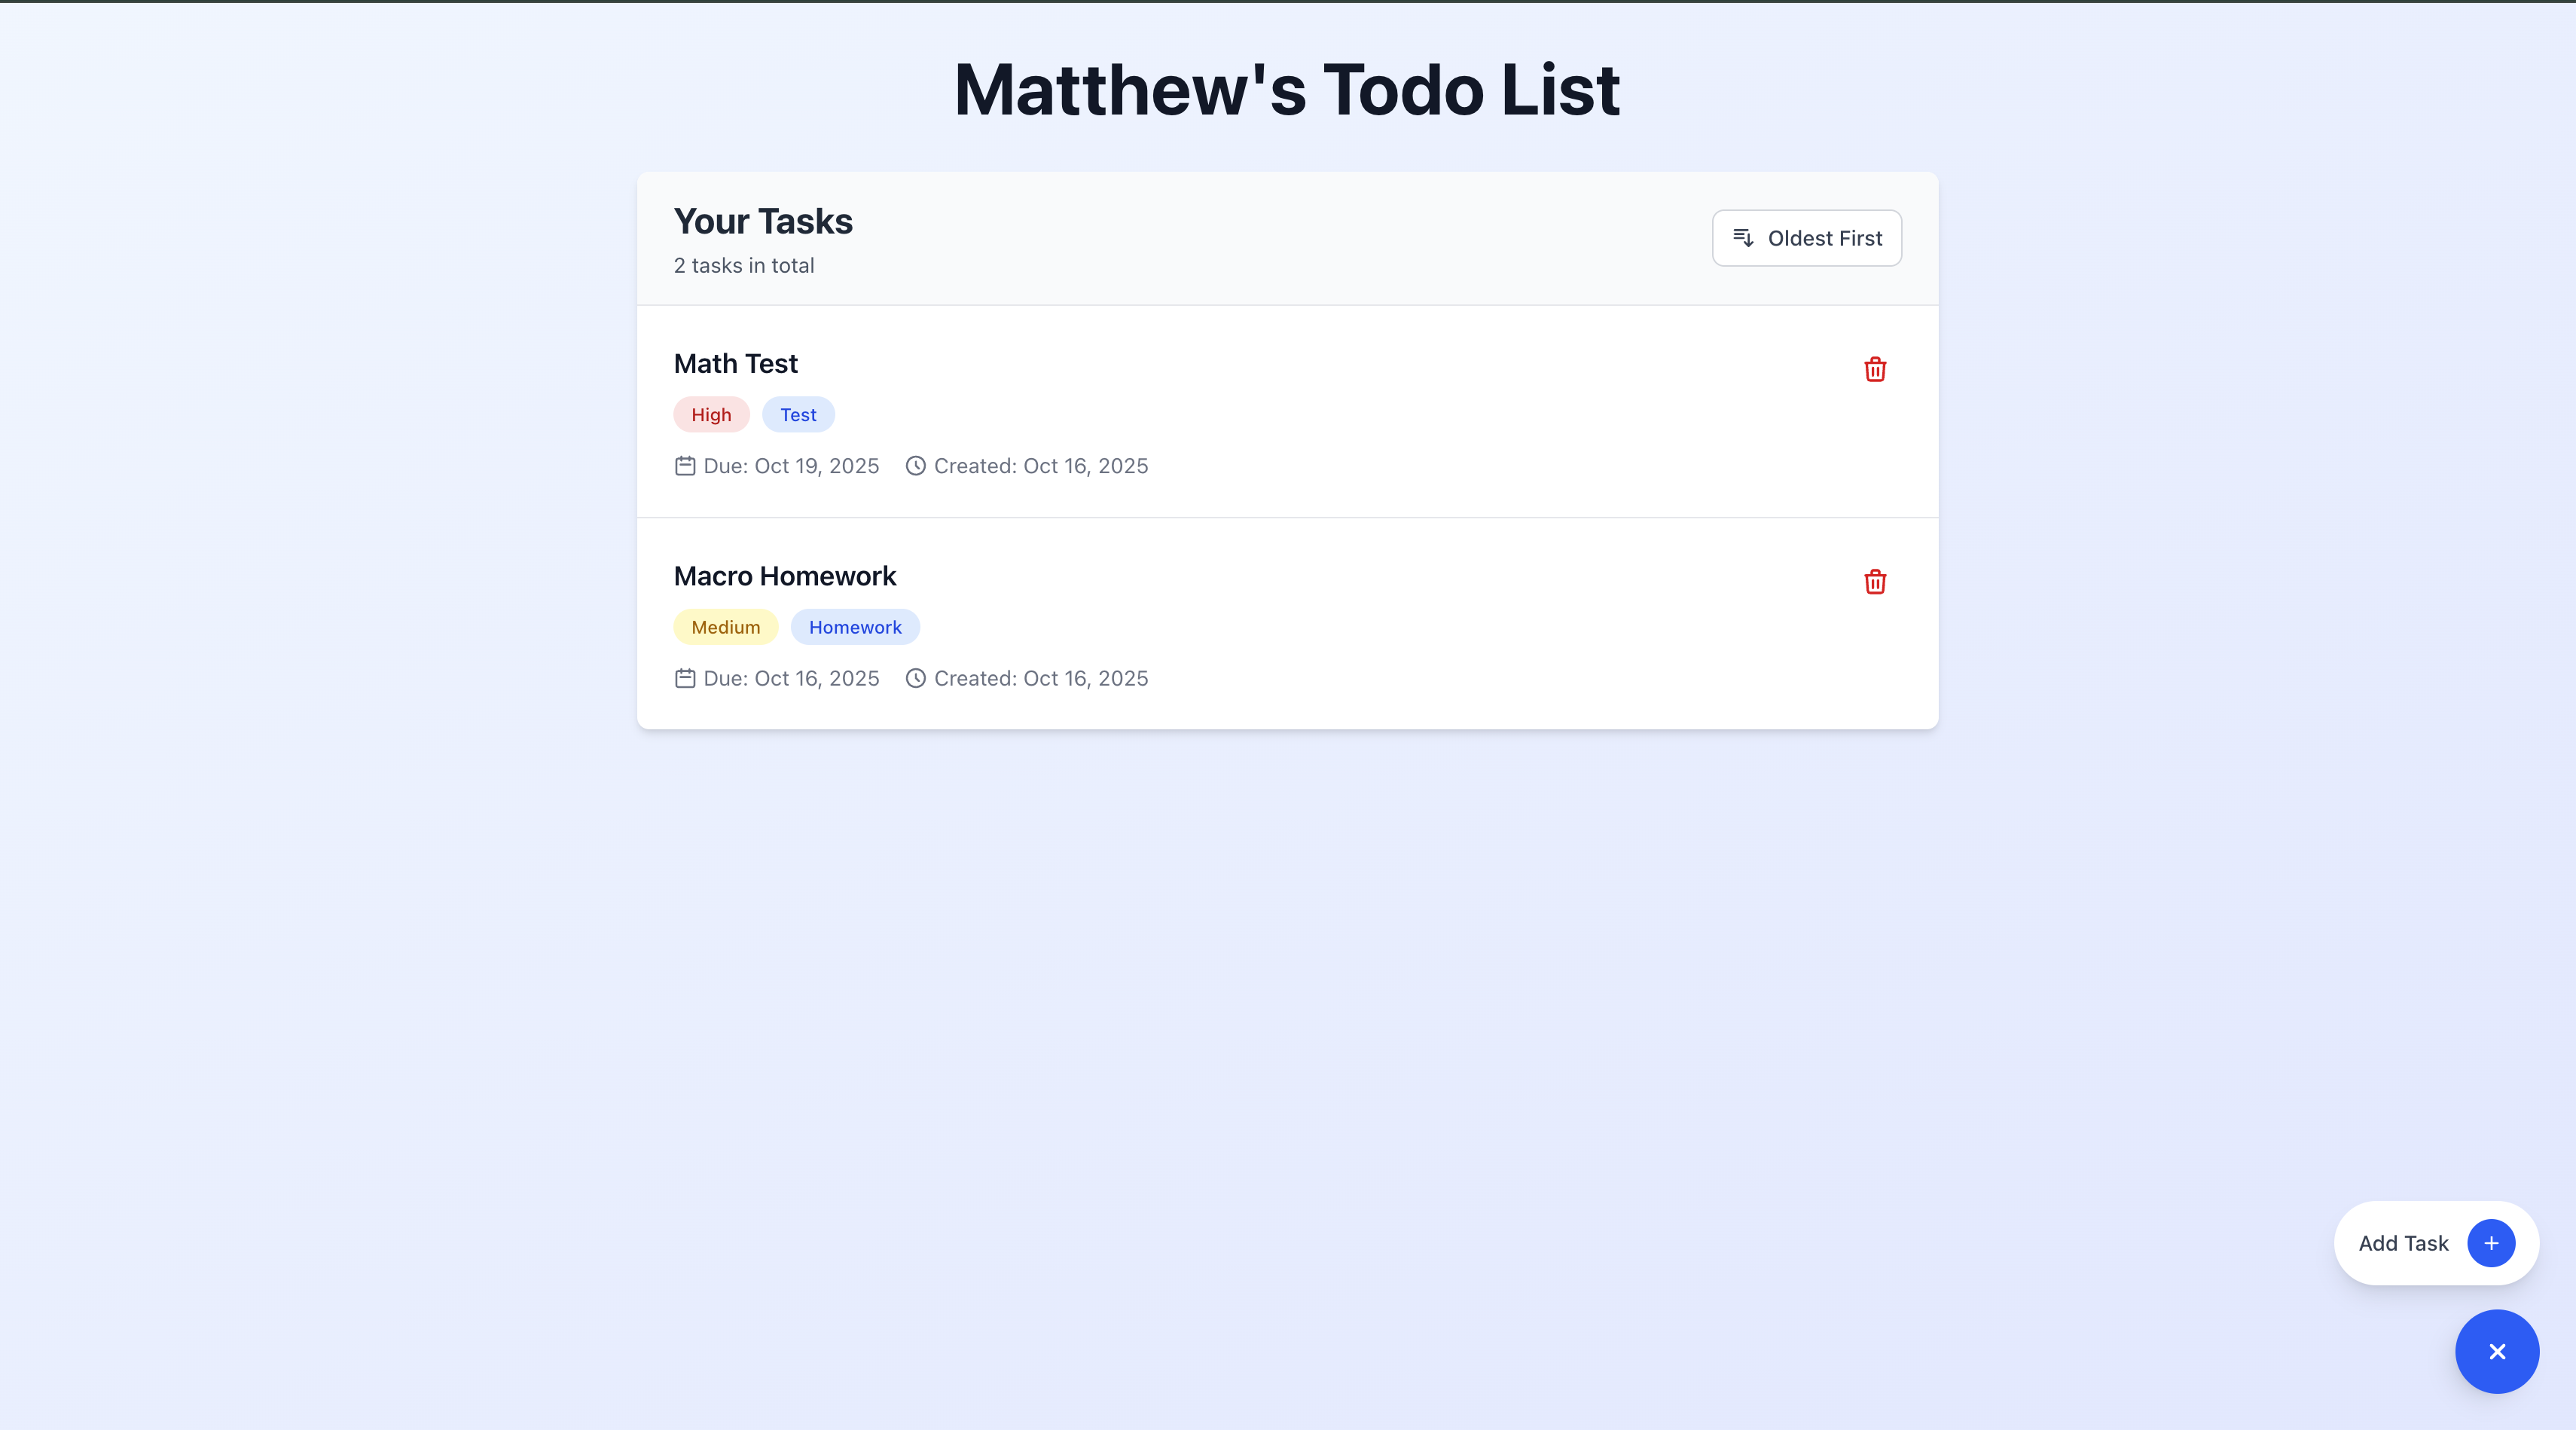 Matthew's Todo List
Your Tasks
2 tasks in total
Oldest First
Math Test
High Test
Due: Oct 19, 2025 Created: Oct 16, 2025
Macro Homework
Medium Homework
Due: Oct 16, 2025 Created: Oct 16, 2025
Add Task